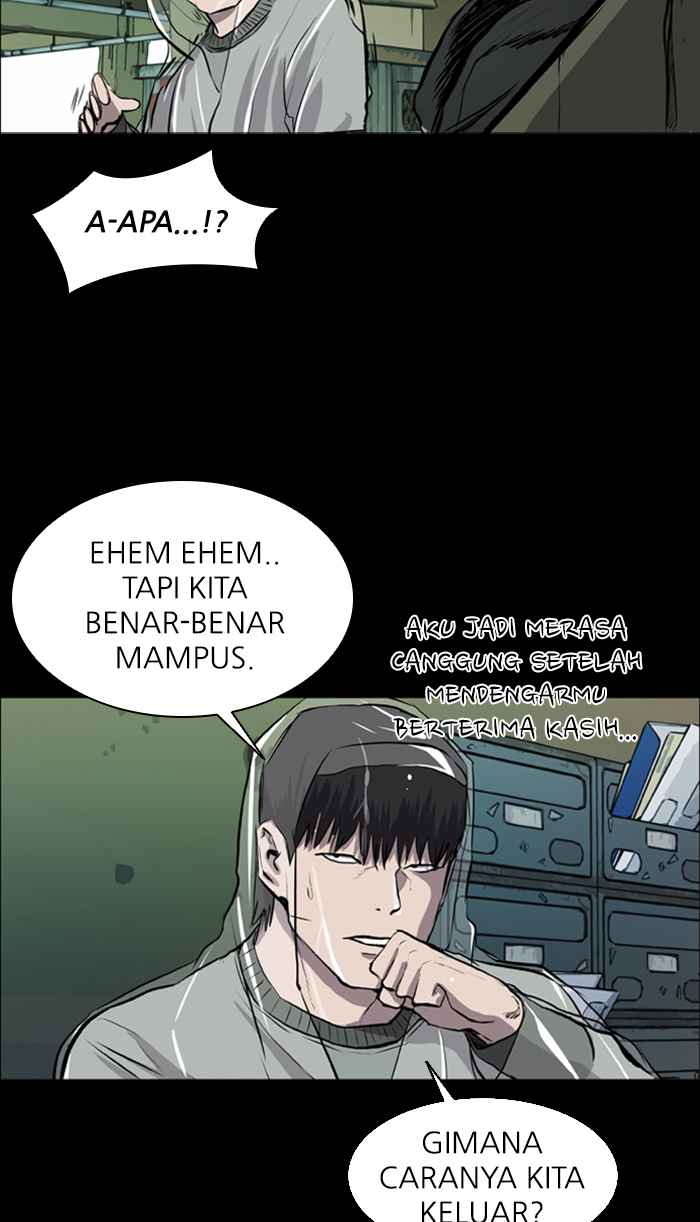 A-APA...!?
EHEM EHEM..
TAPI KITA
BENAR-BENAR
MAMPUS.
AKU JADI MERASA
CANGGUNG SETELAH
MENDENGARMU
BERTERIMA KASIH...
GIMANA
CARANYA KITA
KELUAR?